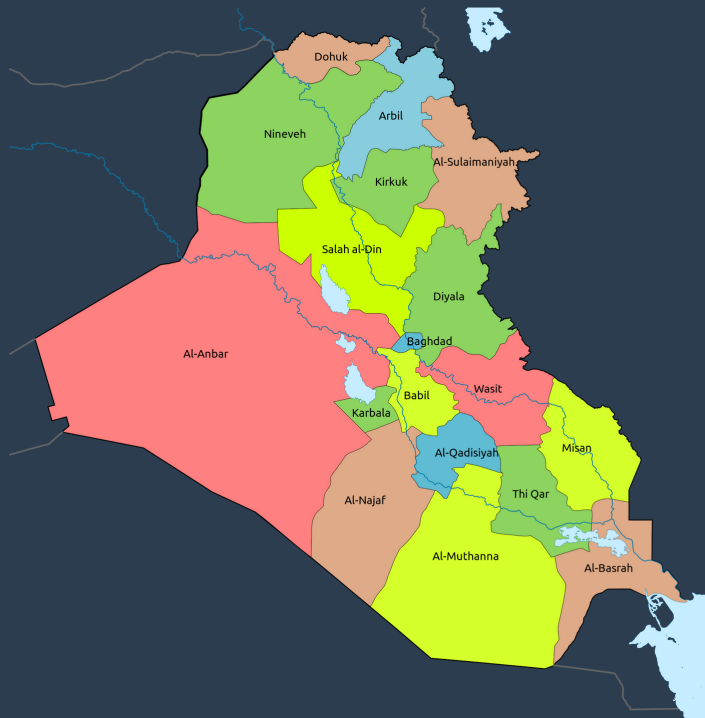 Dohuk
Arbil
Nineveh
Al-Sulaimaniyah
Kirkuk
Salah al-Din
Diyala
Baghdad
Al-Anbar
Wasit
Babil
Karbala
Misan
Al-Qadisiyah
Thi Qar
Al-Najaf
Al-Muthanna
Al-Basrah